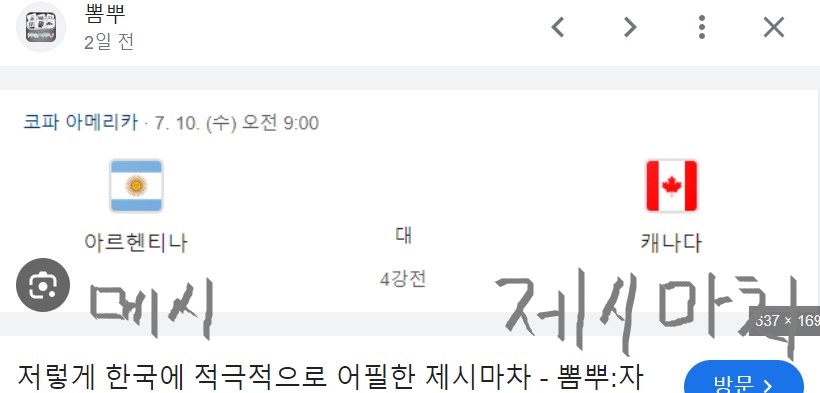 뽐뿌
2일 전
코파 아메리카 · 7. 10. (수) 오전 9:00
아르헨티나
대
캐나다
4강전
메시
제시마치
637 × 169
저렇게 한국에 적극적으로 어필한 제시마차 - 뽐뿌:자
방문